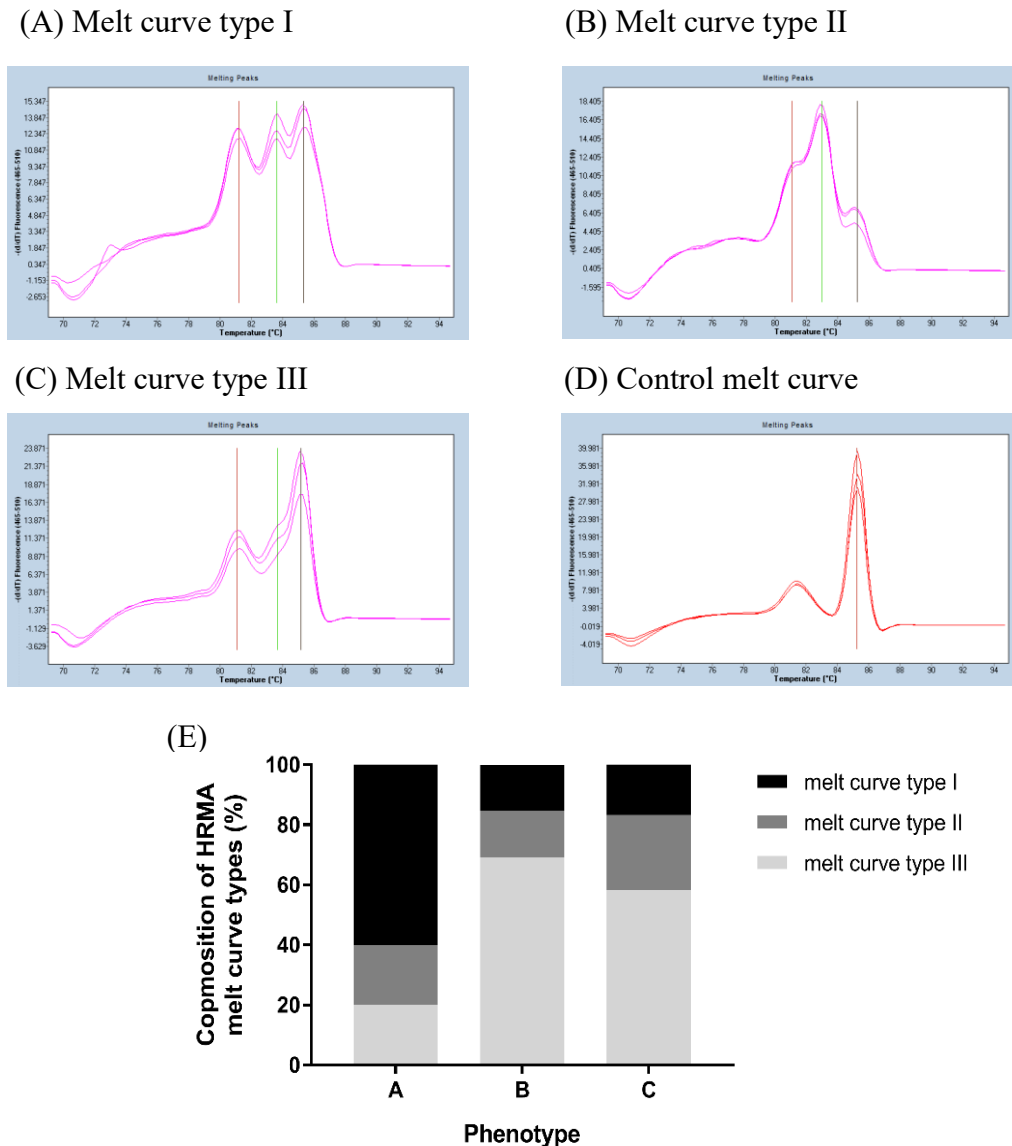 (A) Melt curve type I
(B) Melt curve type II
Melting Peaks
15.347
13.847
12.347
10.847
9.347
7.847
6.347
4.847
3.347
1.847
0.347
-1.153
-2.653
-(d/dT) Fluorescence (465-510)
70 72 74 76 78 80 82 84 86 88 90 92 94
Temperature (°C)
Melting Peaks
18.405
16.405
14.405
12.405
10.405
8.405
6.405
4.405
2.405
0.405
-1.595
-(d/dT) Fluorescence (465-510)
70 72 74 76 78 80 82 84 86 88 90 92 94
Temperature (°C)
(C) Melt curve type III
(D) Control melt curve
Melting Peaks
23.871
21.371
18.871
16.371
13.871
11.371
8.871
6.371
3.871
1.371
-1.129
-3.629
-(d/dT) Fluorescence (465-510)
70 72 74 76 78 80 82 84 86 88 90 92 94
Temperature (°C)
Melting Peaks
39.981
35.981
31.981
27.981
23.981
19.981
15.981
11.981
7.981
3.981
-0.019
-4.019
-(d/dT) Fluorescence (465-510)
70 72 74 76 78 80 82 84 86 88 90 92 94
Temperature (°C)
(E)
Copmosition of HRMA
melt curve types (%)
100
80
60
40
20
0
A B C
Phenotype
melt curve type I
melt curve type II
melt curve type III